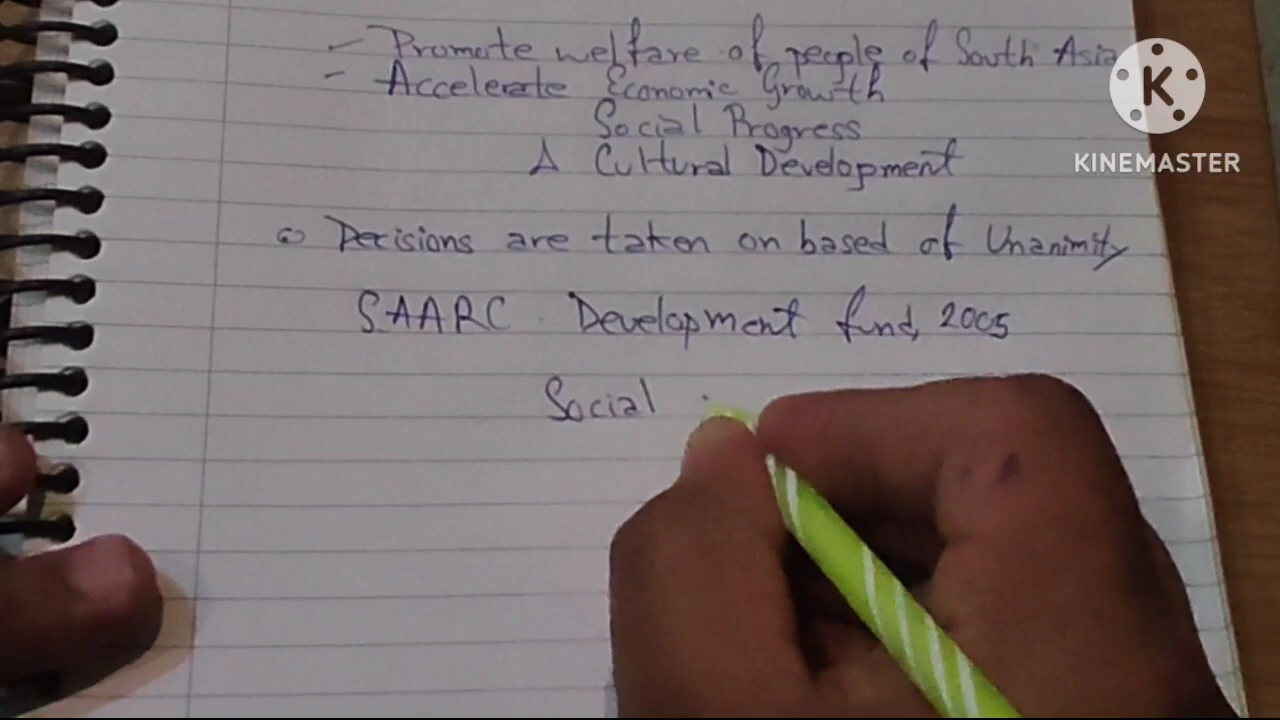 - Promote welfare of people of South Asia
- Accelerate Economic Growth
Social Progress
& Cultural Development
Decisions are taken on based of Unanimity
SAARC Development fund, 2005
Social
K
KINEMASTER